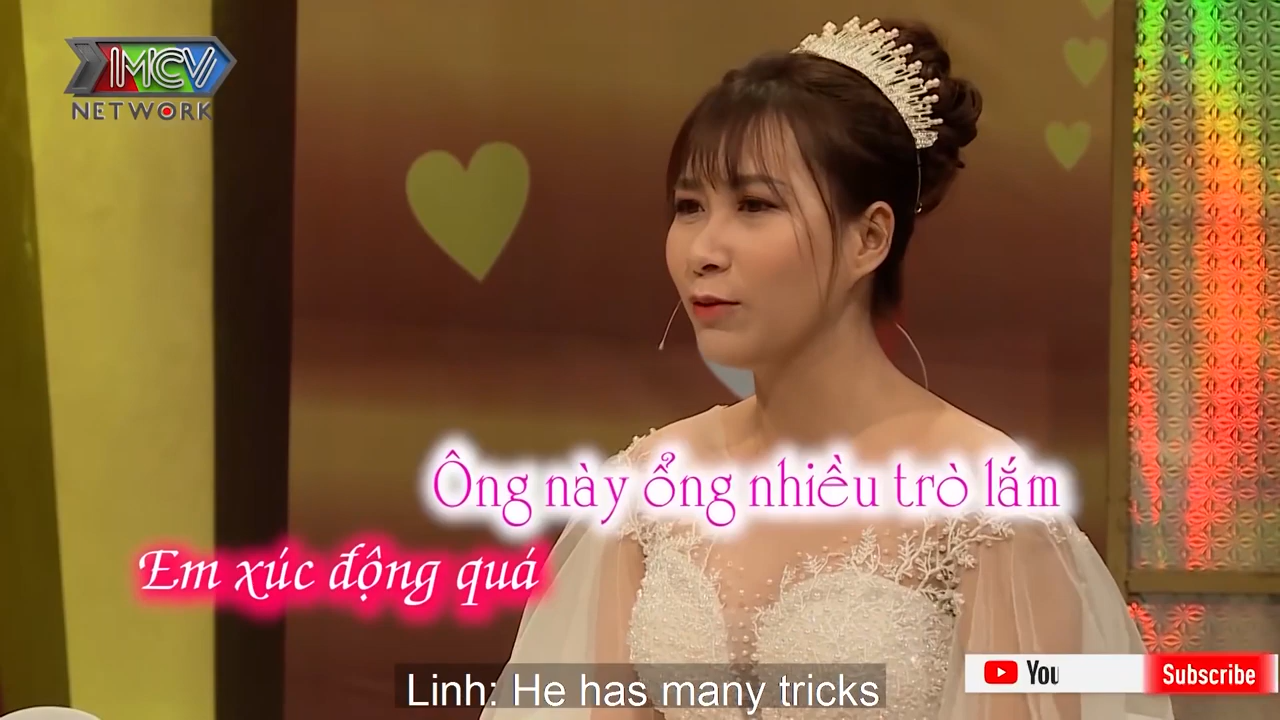 MCV
NETWORK
Ông này ổng nhiều trò lắm
Em xúc động quá
Linh: He has many tricks
You
Subscribe